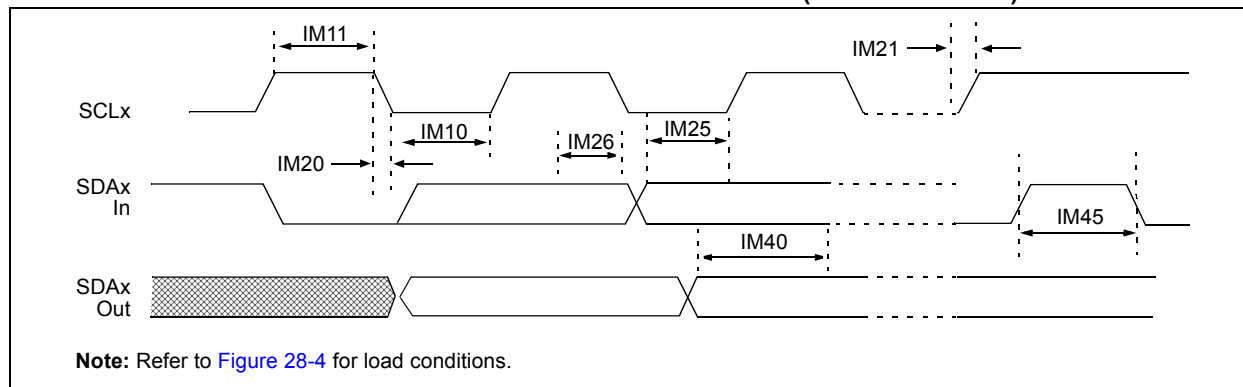 IM11
IM21
SCLx
IM10
IM26
IM25
IM20
SDAx
In
IM45
IM40
SDAx
Out
Note: Refer to Figure 28-4 for load conditions.